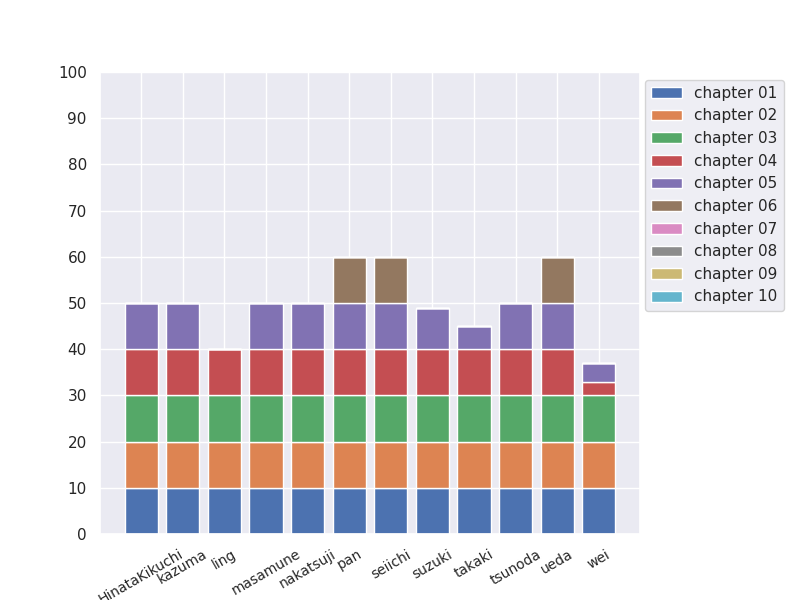 100
90
80
70
60
50
40
30
20
10
0
HinataKikuchi
kazuma
ling
masamune
nakatsuji
pan
seiichi
suzuki
takaki
tsunoda
ueda
wei
chapter 01
chapter 02
chapter 03
chapter 04
chapter 05
chapter 06
chapter 07
chapter 08
chapter 09
chapter 10